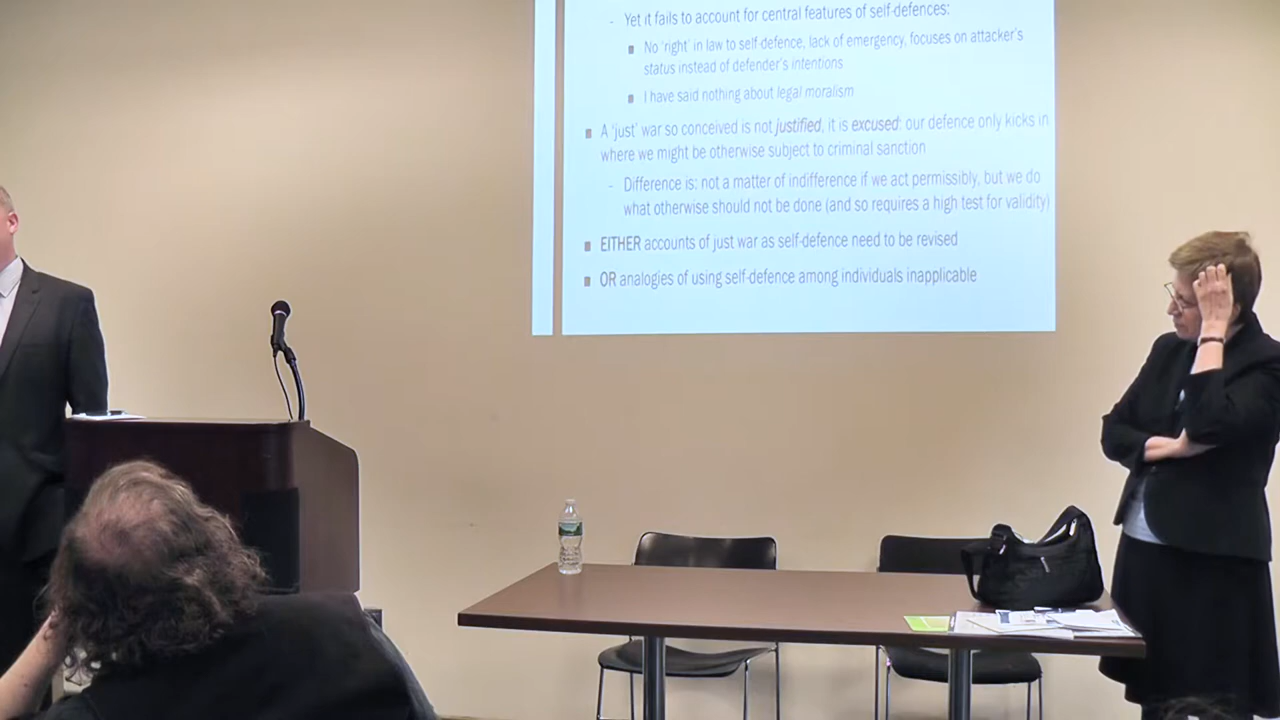 - Yet it fails to account for central features of self-defences:
■ No 'right' in law to self-defence, lack of emergency, focuses on attacker's
status instead of defender's intentions
■ I have said nothing about legal moralism
■ A 'just' war so conceived is not justified, it is excused: our defence only kicks in
where we might be otherwise subject to criminal sanction
- Difference is: not a matter of indifference if we act permissibly, but we do
what otherwise should not be done (and so requires a high test for validity)
■ EITHER accounts of just war as self-defence need to be revised
■ OR analogies of using self-defence among individuals inapplicable